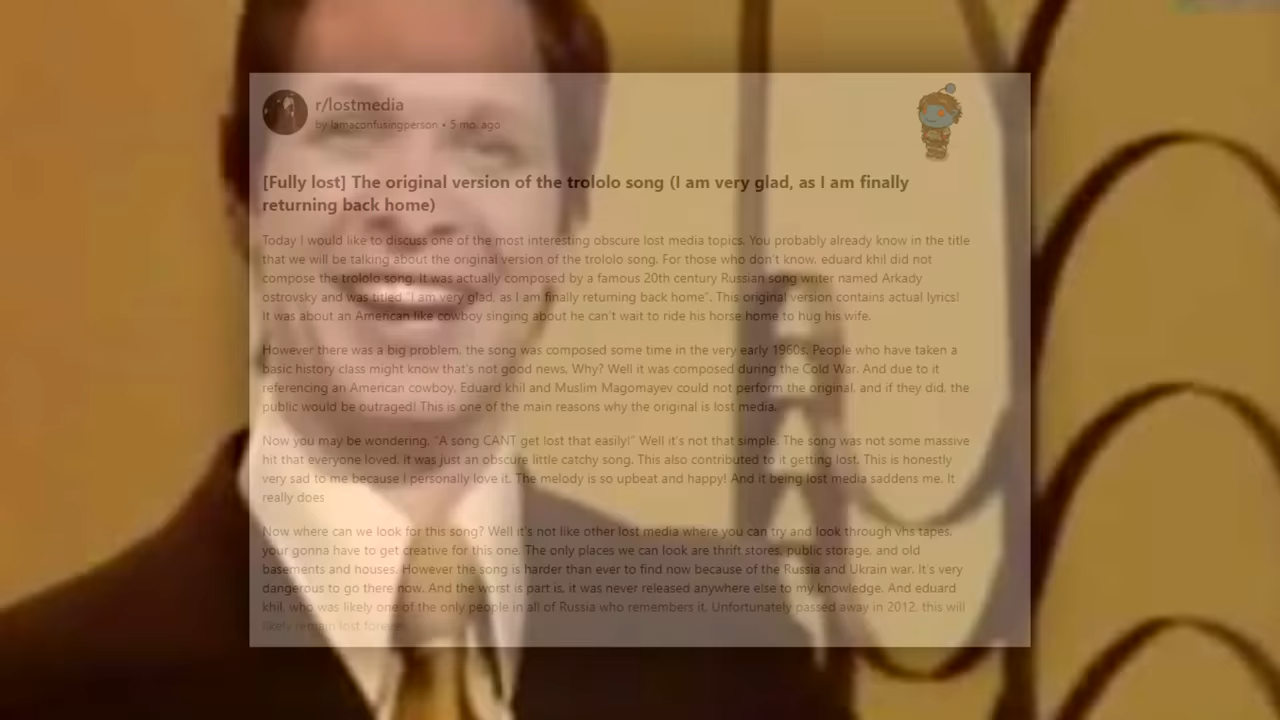 r/lostmedia
by Iamaconfusingperson • 5 mo. ago
[Fully lost] The original version of the trololo song (I am very glad, as I am finally
returning back home)
Today I would like to discuss one of the most interesting obscure lost media topics. You probably already know in the title
that we will be talking about the original version of the trololo song. For those who don't know, eduard khil did not
compose the trololo song. It was actually composed by a famous 20th century Russian song writer named Arkady
ostrovsky and was titled "I am very glad, as I am finally returning back home". This original version contains actual lyrics!
It was about an American like cowboy singing about he can't wait to ride his horse home to hug his wife.
However there was a big problem, the song was composed some time in the very early 1960s. People who have taken a
basic history class might know that's not good news, Why? Well it was composed during the Cold War. And due to it
referencing an American cowboy, Eduard khil and Muslim Magomayev could not perform the original, and if they did, the
public would be outraged! This is one of the main reasons why the original is lost media.
Now you may be wondering, "A song CANT get lost that easily!" Well it's not that simple. The song was not some massive
hit that everyone loved, it was just an obscure little catchy song. This also contributed to it getting lost. This is honestly
very sad to me because I personally love it. The melody is so upbeat and happy! And it being lost media saddens me. It
really does
Now where can we look for this song? Well it's not like other lost media where you can try and look through vhs tapes,
your gonna have to get creative for this one. The only places we can look are thrift stores, public storage, and old
basements and houses. However the song is harder than ever to find now because of the Russia and Ukrain war. It's very
dangerous to go there now. And the worst is part is, it was never released anywhere else to my knowledge. And eduard
khil, who was likely one of the only people in all of Russia who remembers it. Unfortunately passed away in 2012, this will
likely remain lost forever